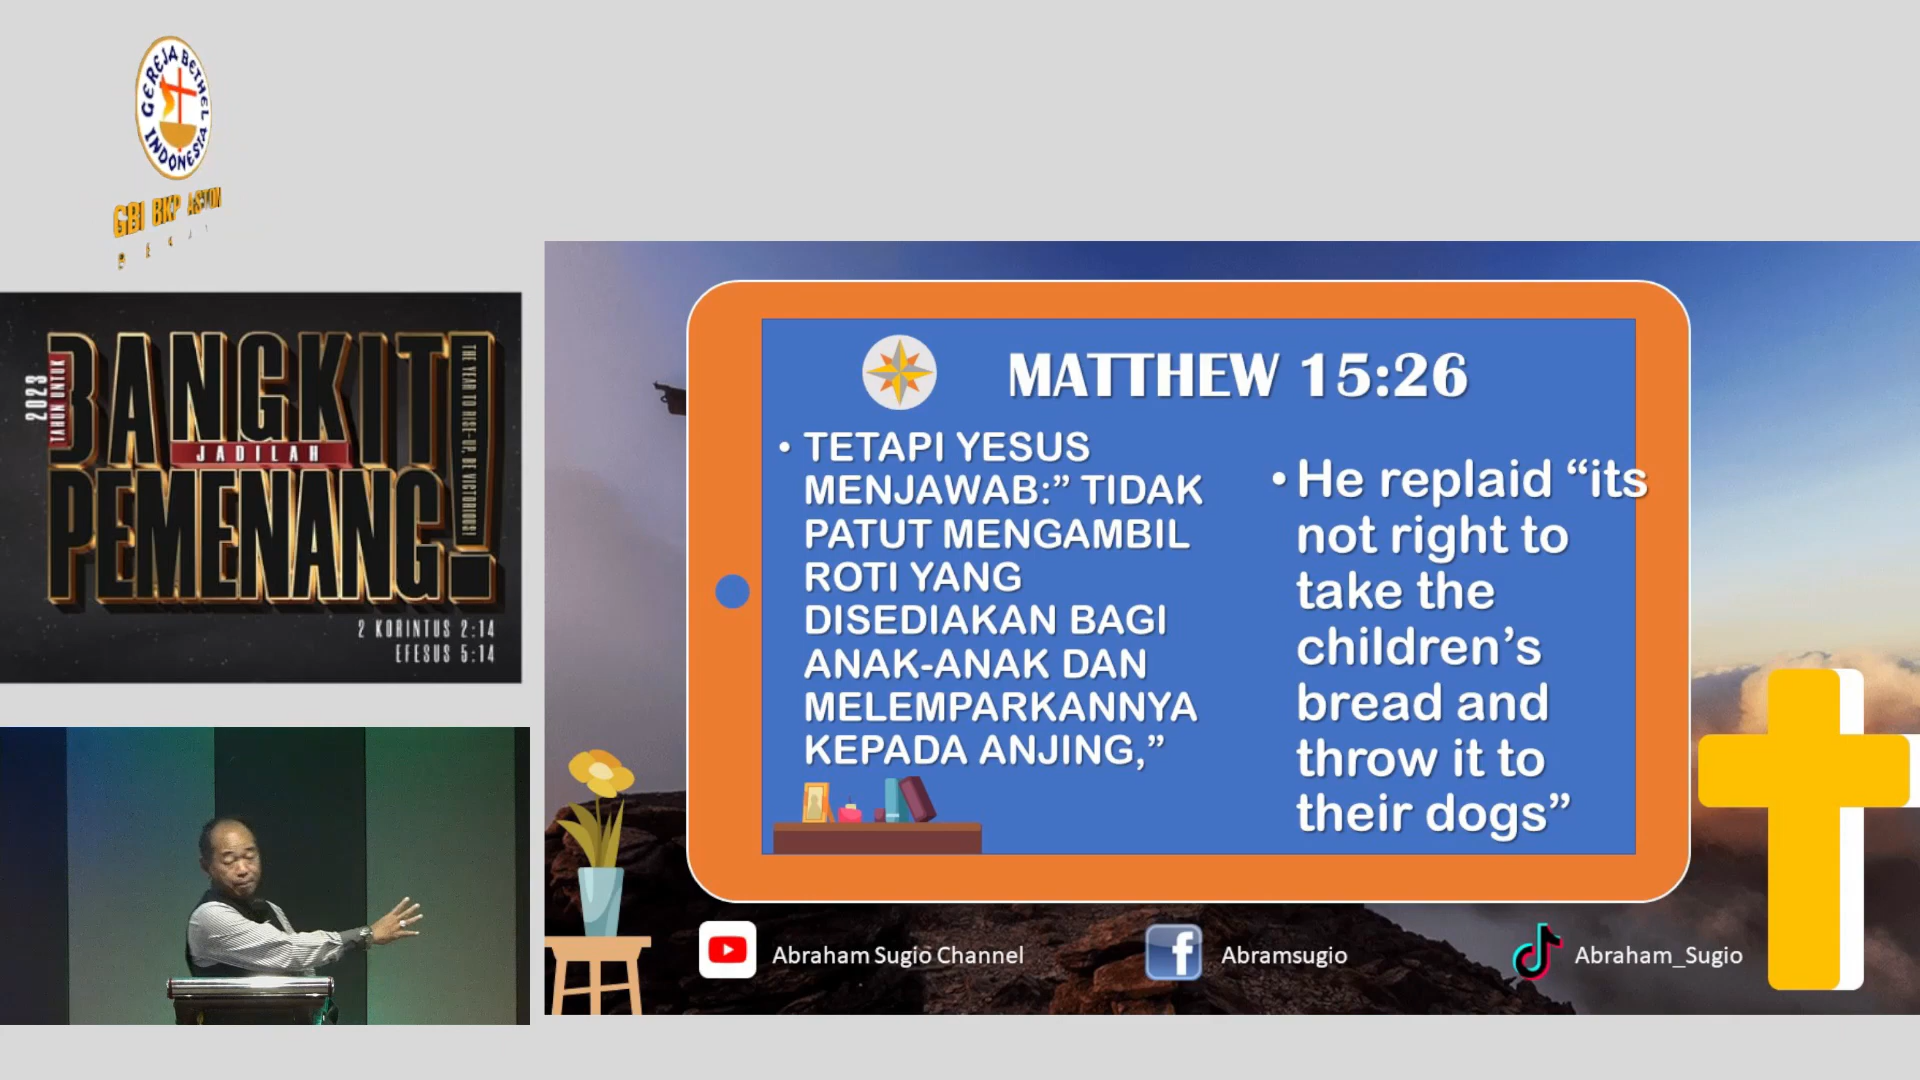 GEREJA BETHEL INDONESIA
GBI BKP ASTON
2023
TAHUN UNTUK
BANGKIT!
JADILAH
PEMENANG
THE YEAR TO RISE-UP, BE VICTORIOUS!
2 KORINTUS 2:14
EFESUS 5:14
MATTHEW 15:26
• TETAPI YESUS
MENJAWAB:” TIDAK
PATUT MENGAMBIL
ROTI YANG
DISEDIAKAN BAGI
ANAK-ANAK DAN
MELEMPARKANNYA
KEPADA ANJING,”
• He replaid “its
not right to
take the
children’s
bread and
throw it to
their dogs”
Abraham Sugio Channel
Abramsugio
Abraham_Sugio